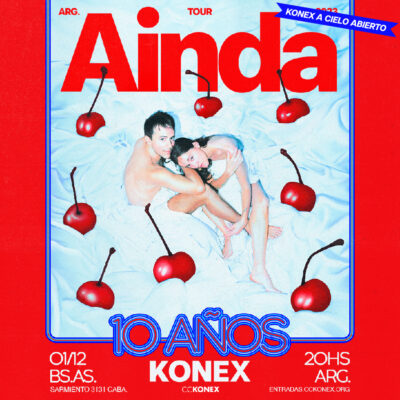 ARG. TOUR 2023
KONEX A CIELO ABIERTO
Ainda
10 AÑOS
01/12 KONEX 20HS
BS.AS. ARG.
SARMIENTO 3131 CABA. CCKONEX ENTRADAS: CCKONEX.ORG